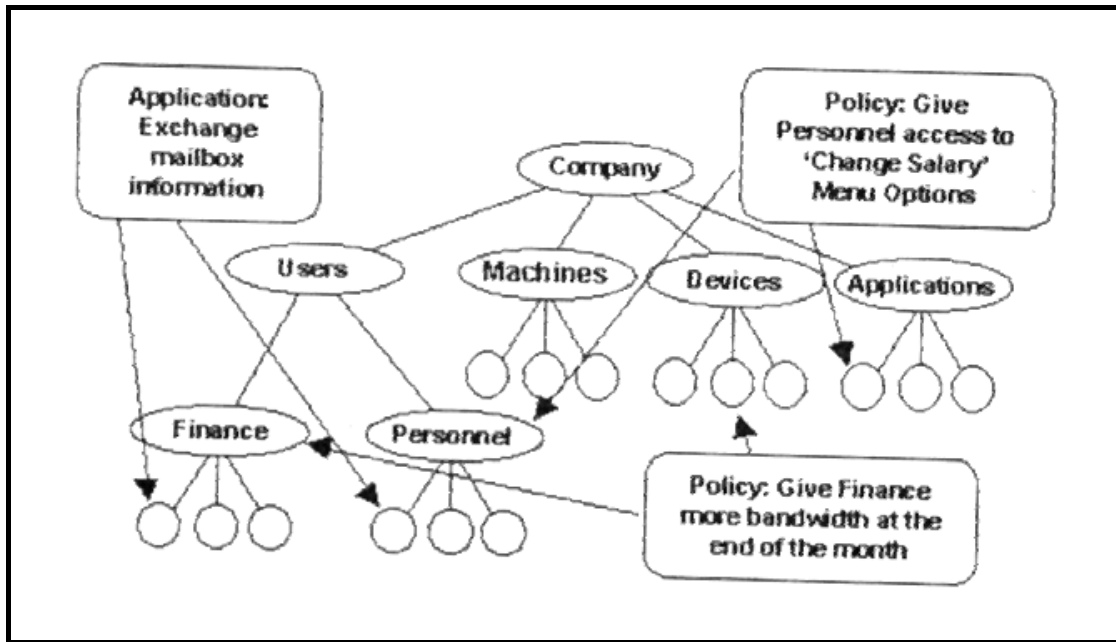 Application:
Exchange
mailbox
information
Policy: Give
Personnel access to
‘Change Salary’
Menu Options
Company
Users
Machines
Devices
Applications
Finance
Personnel
Policy: Give Finance
more bandwidth at the
end of the month